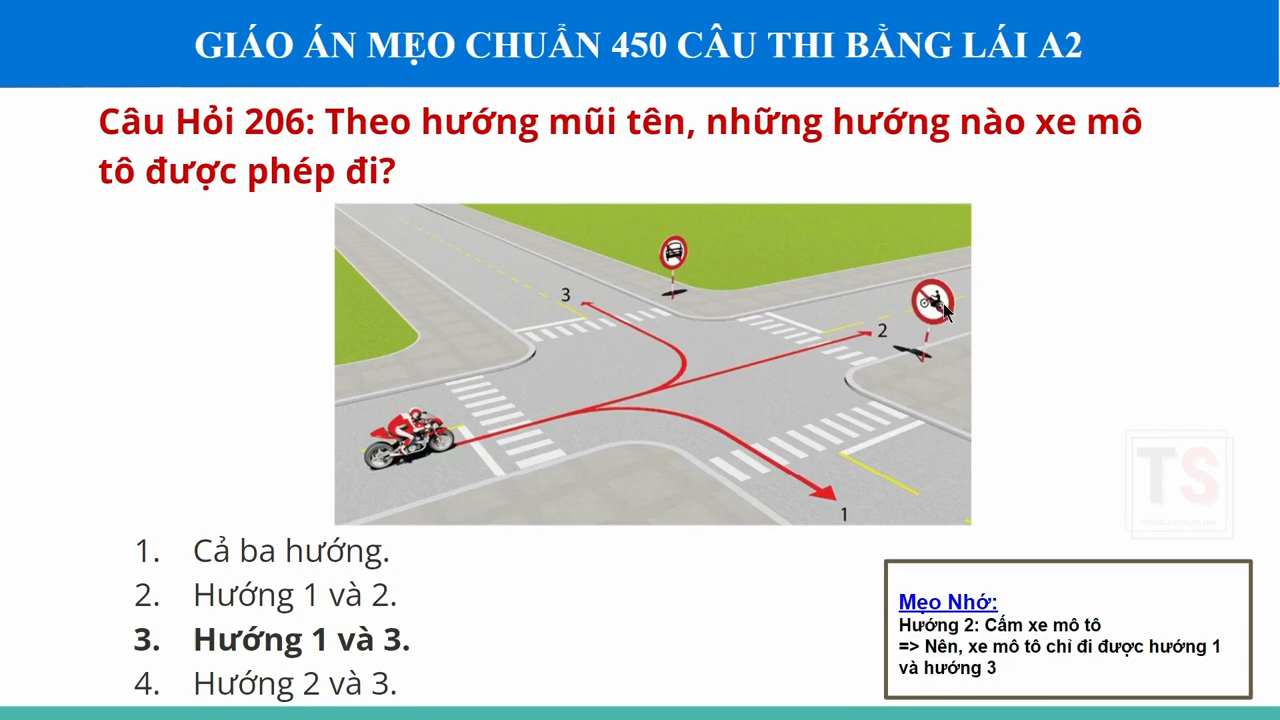 GIÁO ÁN MẸO CHUẨN 450 CÂU THI BẰNG LÁI A2
Câu Hỏi 206: Theo hướng mũi tên, những hướng nào xe mô
tô được phép đi?
3
2
1
TS
1. Cả ba hướng.
2. Hướng 1 và 2.
3. Hướng 1 và 3.
4. Hướng 2 và 3.
Mẹo Nhớ:
Hướng 2: Cấm xe mô tô
=> Nên, xe mô tô chỉ đi được hướng 1
và hướng 3